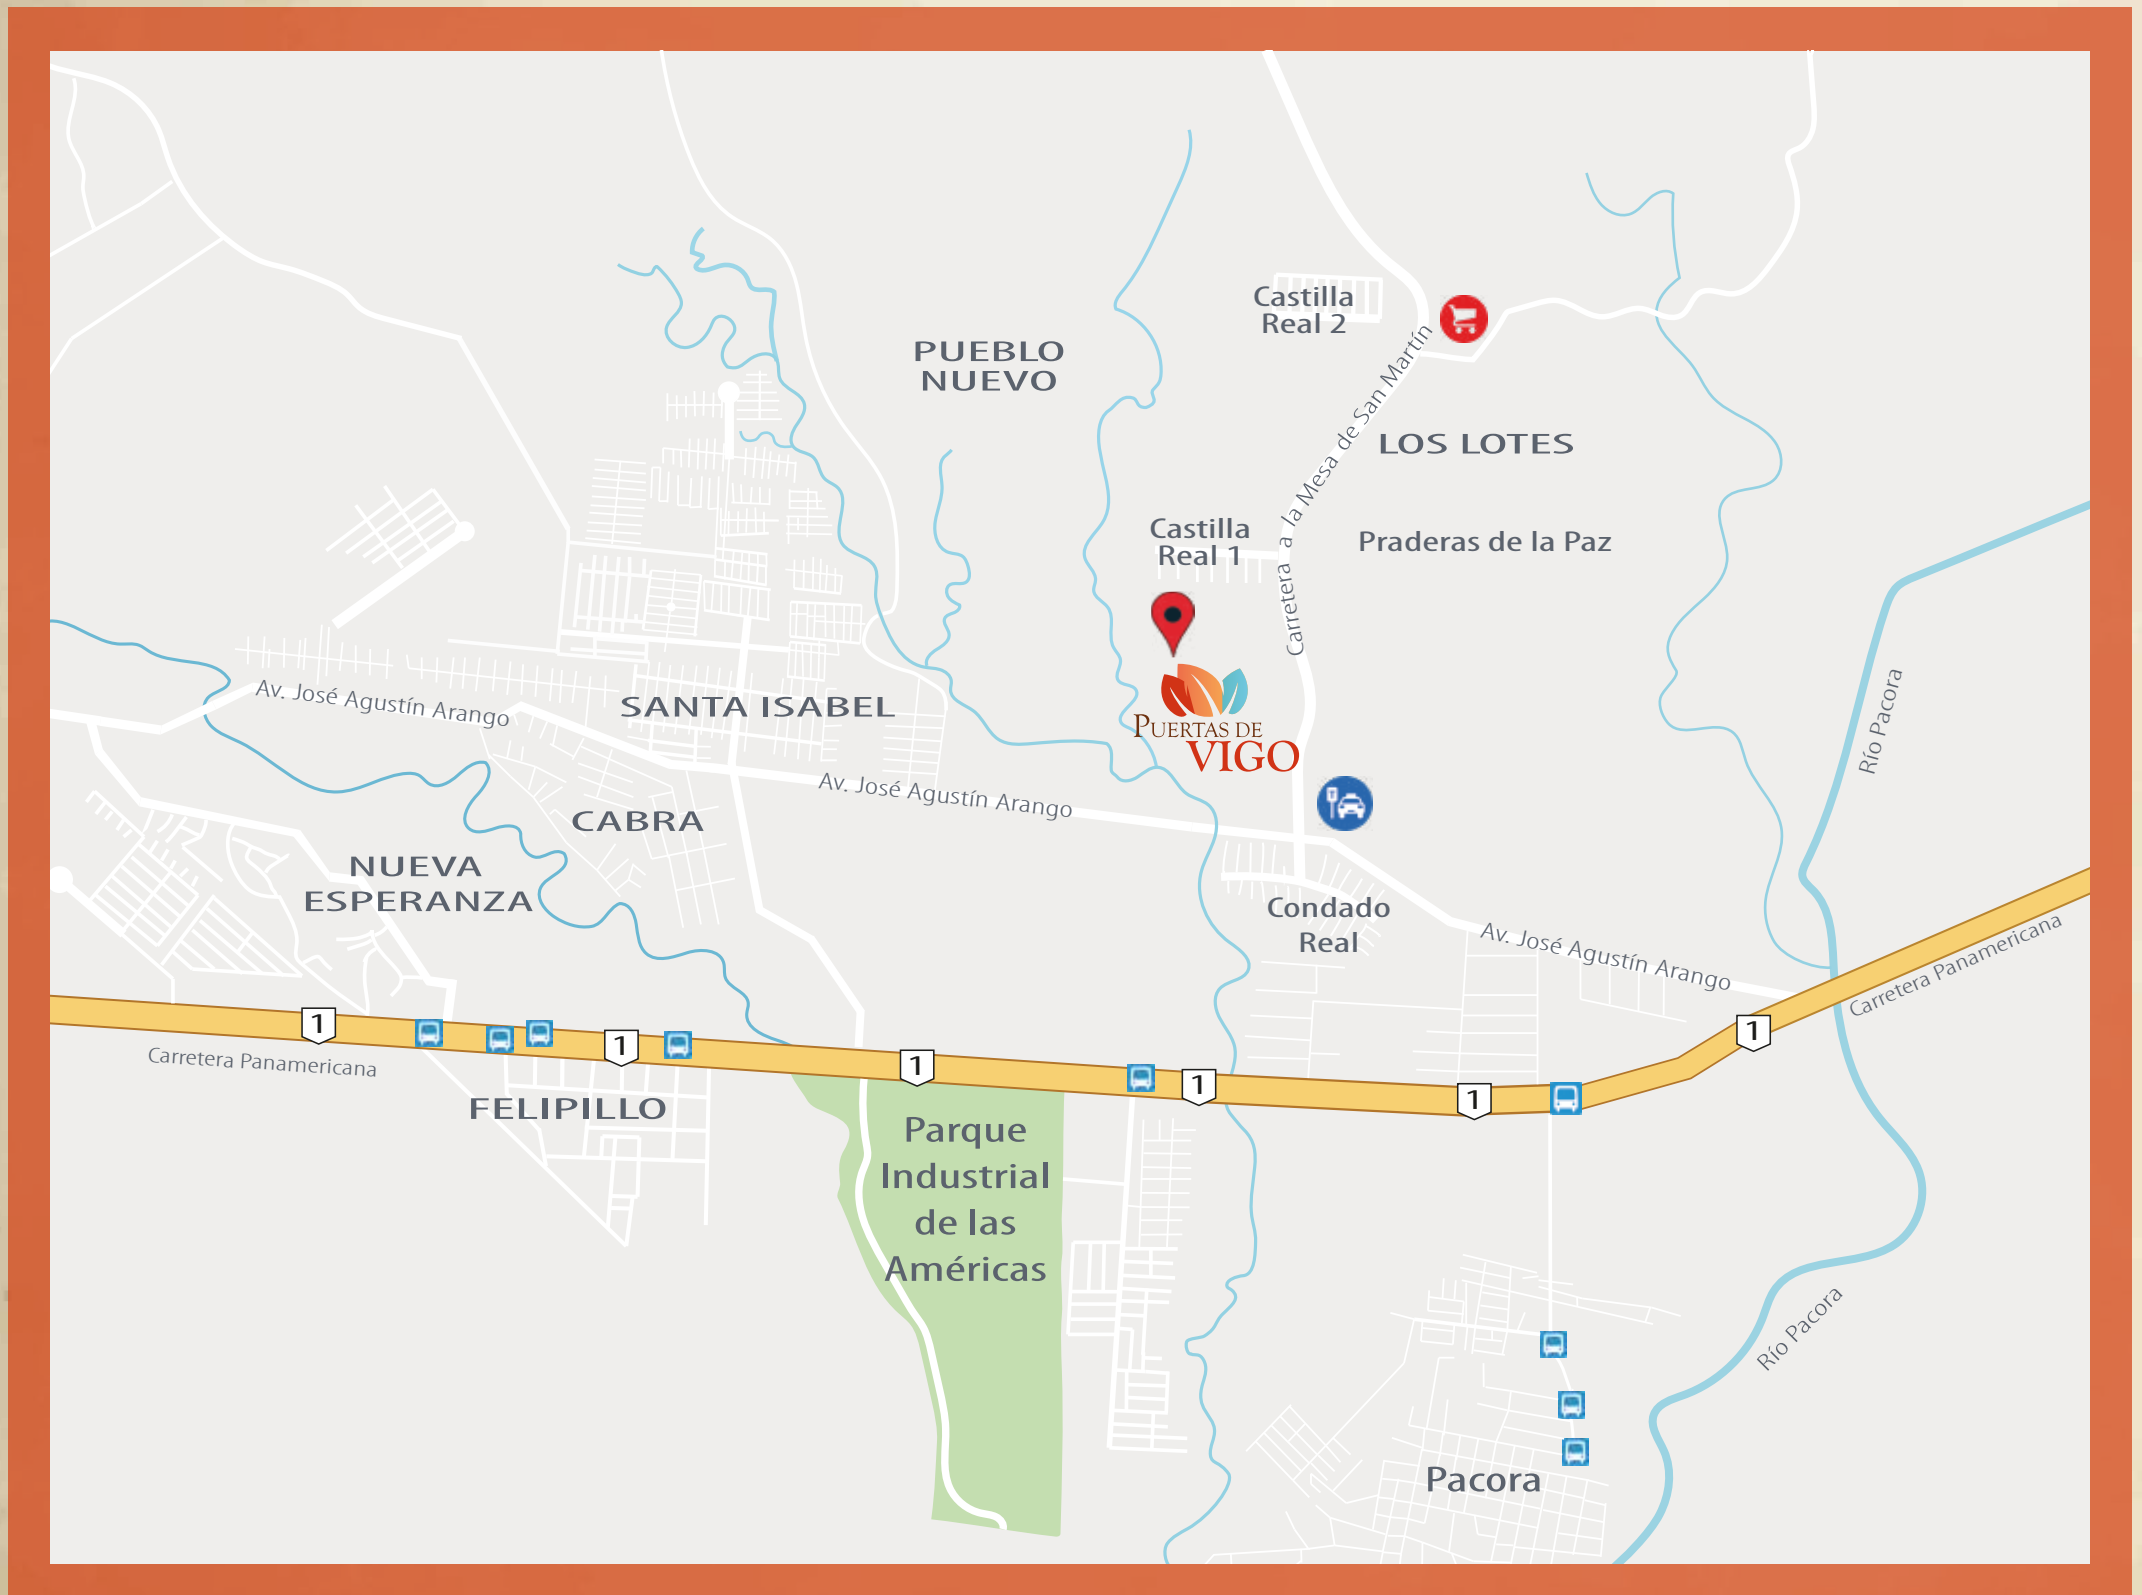 Castilla
Real 2
PUEBLO
NUEVO
Carretera a la Mesa de San Martín
LOS LOTES
Castilla
Real 1
Praderas de la Paz
PUERTAS DE
VIGO
Av. José Agustín Arango
SANTA ISABEL
Río Pacora
Av. José Agustín Arango
CABRA
NUEVA
ESPERANZA
Condado
Real
Av. José Agustín Arango
Carretera Panamericana
1
1
1
1
1
1
Carretera Panamericana
FELIPILLO
Parque
Industrial
de las
Américas
Río Pacora
Pacora